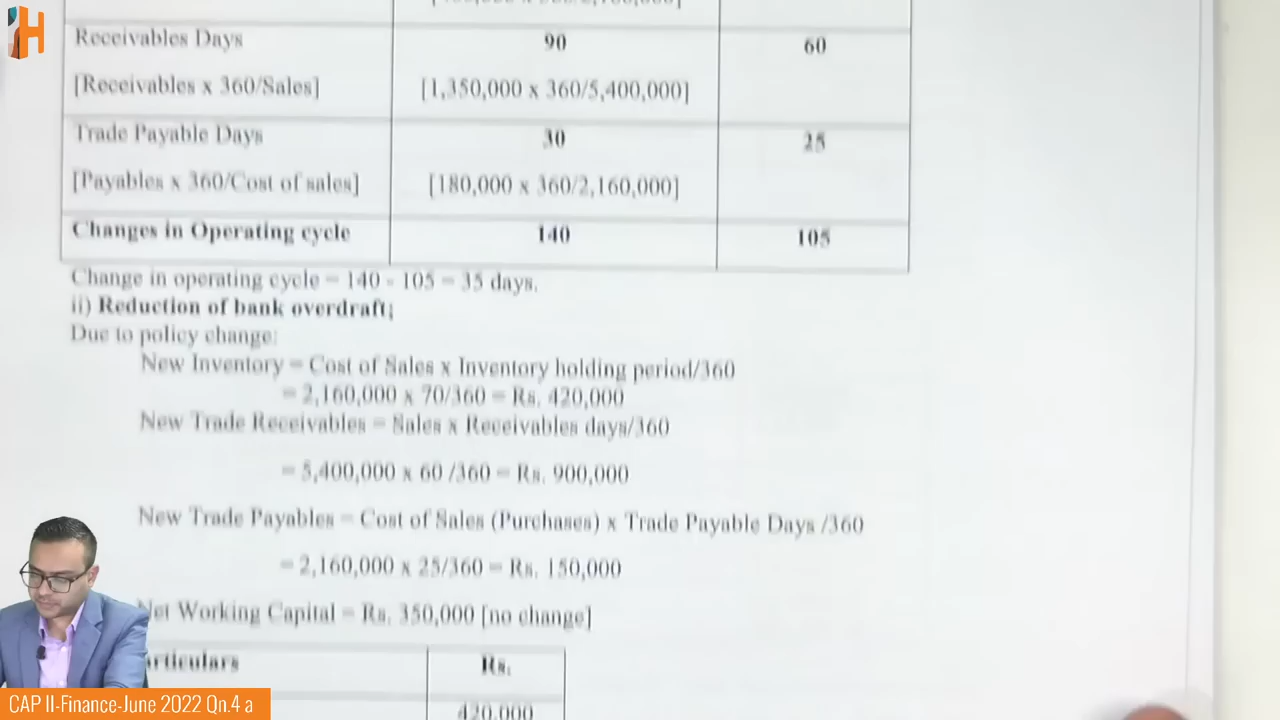 H
Receivables Days 90 60
[Receivables x 360/Sales] [1,350,000 x 360/5,400,000]
Trade Payable Days 30 25
[Payables x 360/Cost of sales] [180,000 x 360/2,160,000]
Changes in Operating cycle 140 105
Change in operating cycle = 140 - 105 = 35 days.
ii) Reduction of bank overdraft;
Due to policy change:
New Inventory = Cost of Sales x Inventory holding period/360
= 2,160,000 x 70/360 = Rs. 420,000
New Trade Receivables = Sales x Receivables days/360
= 5,400,000 x 60 /360 = Rs. 900,000
New Trade Payables = Cost of Sales (Purchases) x Trade Payable Days /360
= 2,160,000 x 25/360 = Rs. 150,000
Net Working Capital = Rs. 350,000 [no change]
articulars Rs.
420,000
CAP II-Finance-June 2022 Qn.4 a